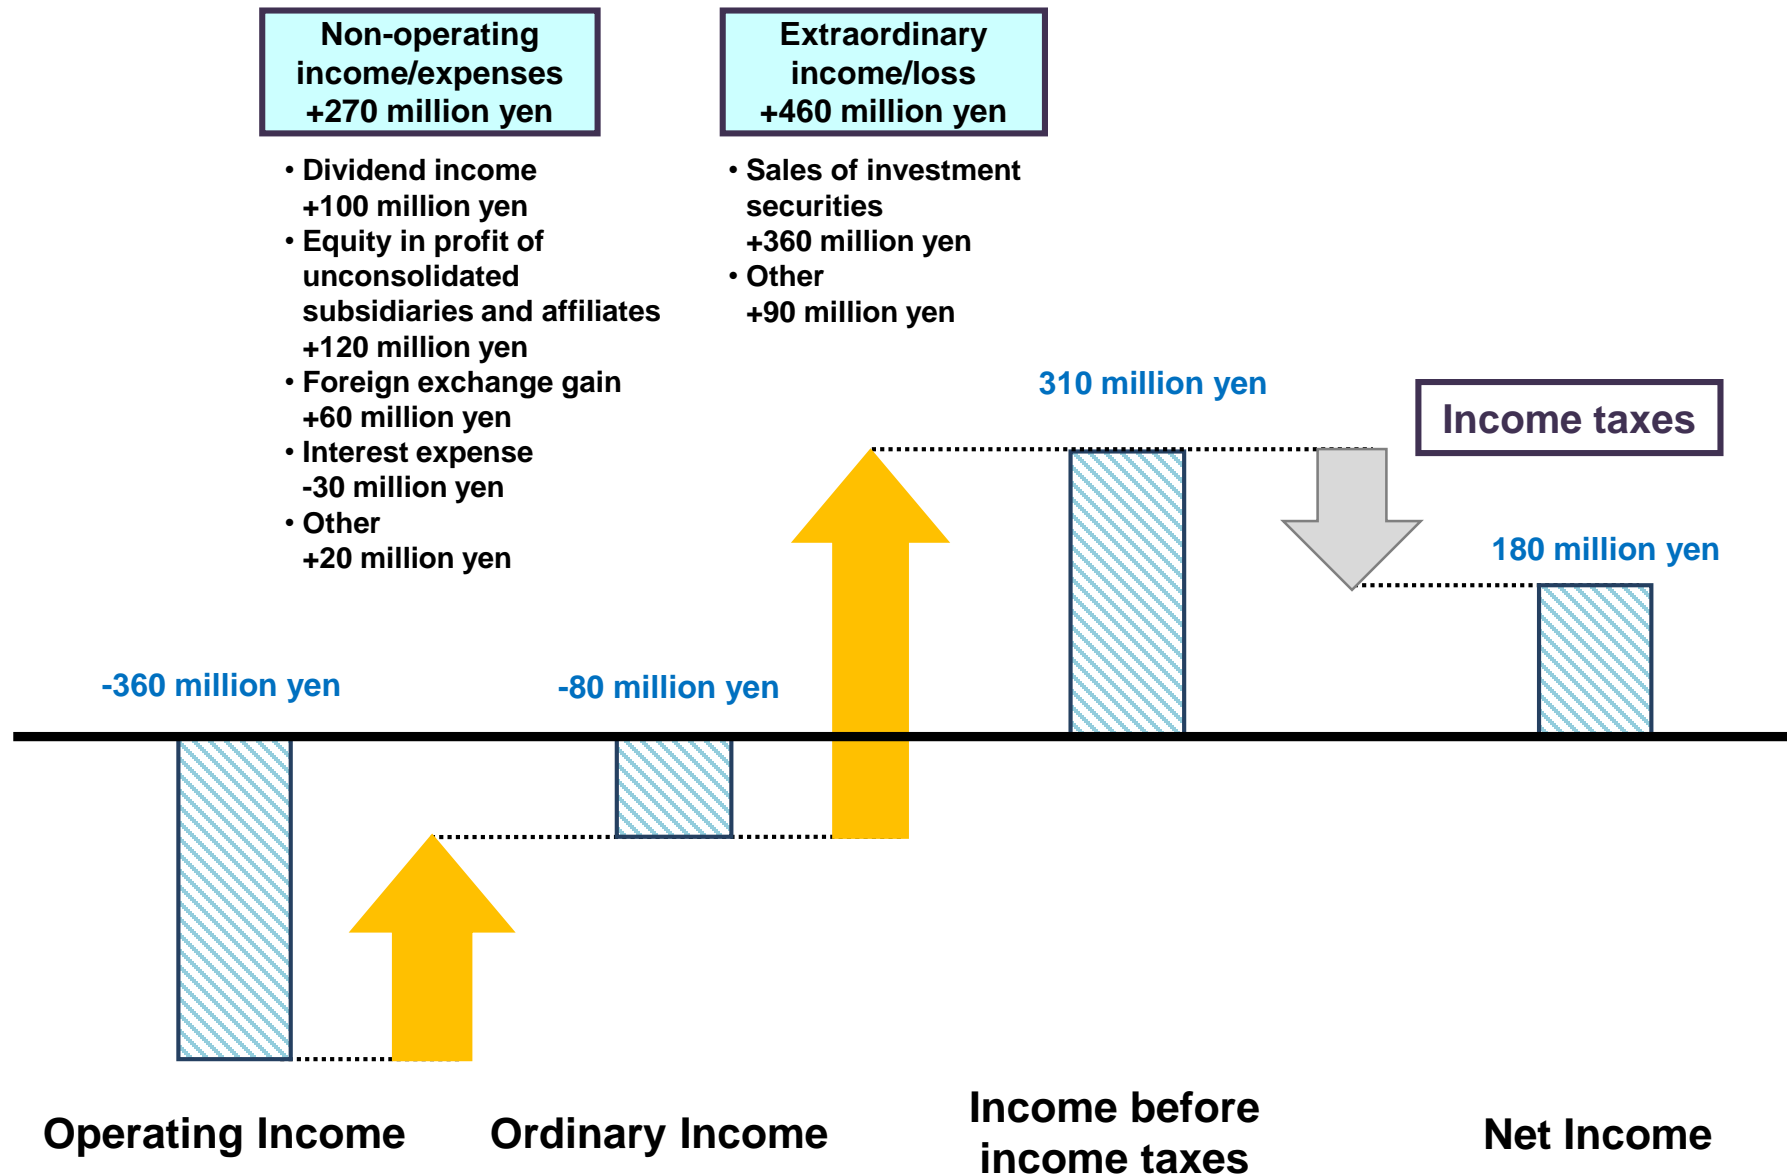 Non-operating
income/expenses
+270 million yen
・Dividend income
+100 million yen
・Equity in profit of
unconsolidated
subsidiaries and affiliates
+120 million yen
・Foreign exchange gain
+60 million yen
・Interest expense
-30 million yen
・Other
+20 million yen
Extraordinary
income/loss
+460 million yen
・Sales of investment
securities
+360 million yen
・Other
+90 million yen
310 million yen
Income taxes
180 million yen
-360 million yen
-80 million yen
Operating Income
Ordinary Income
Income before
income taxes
Net Income